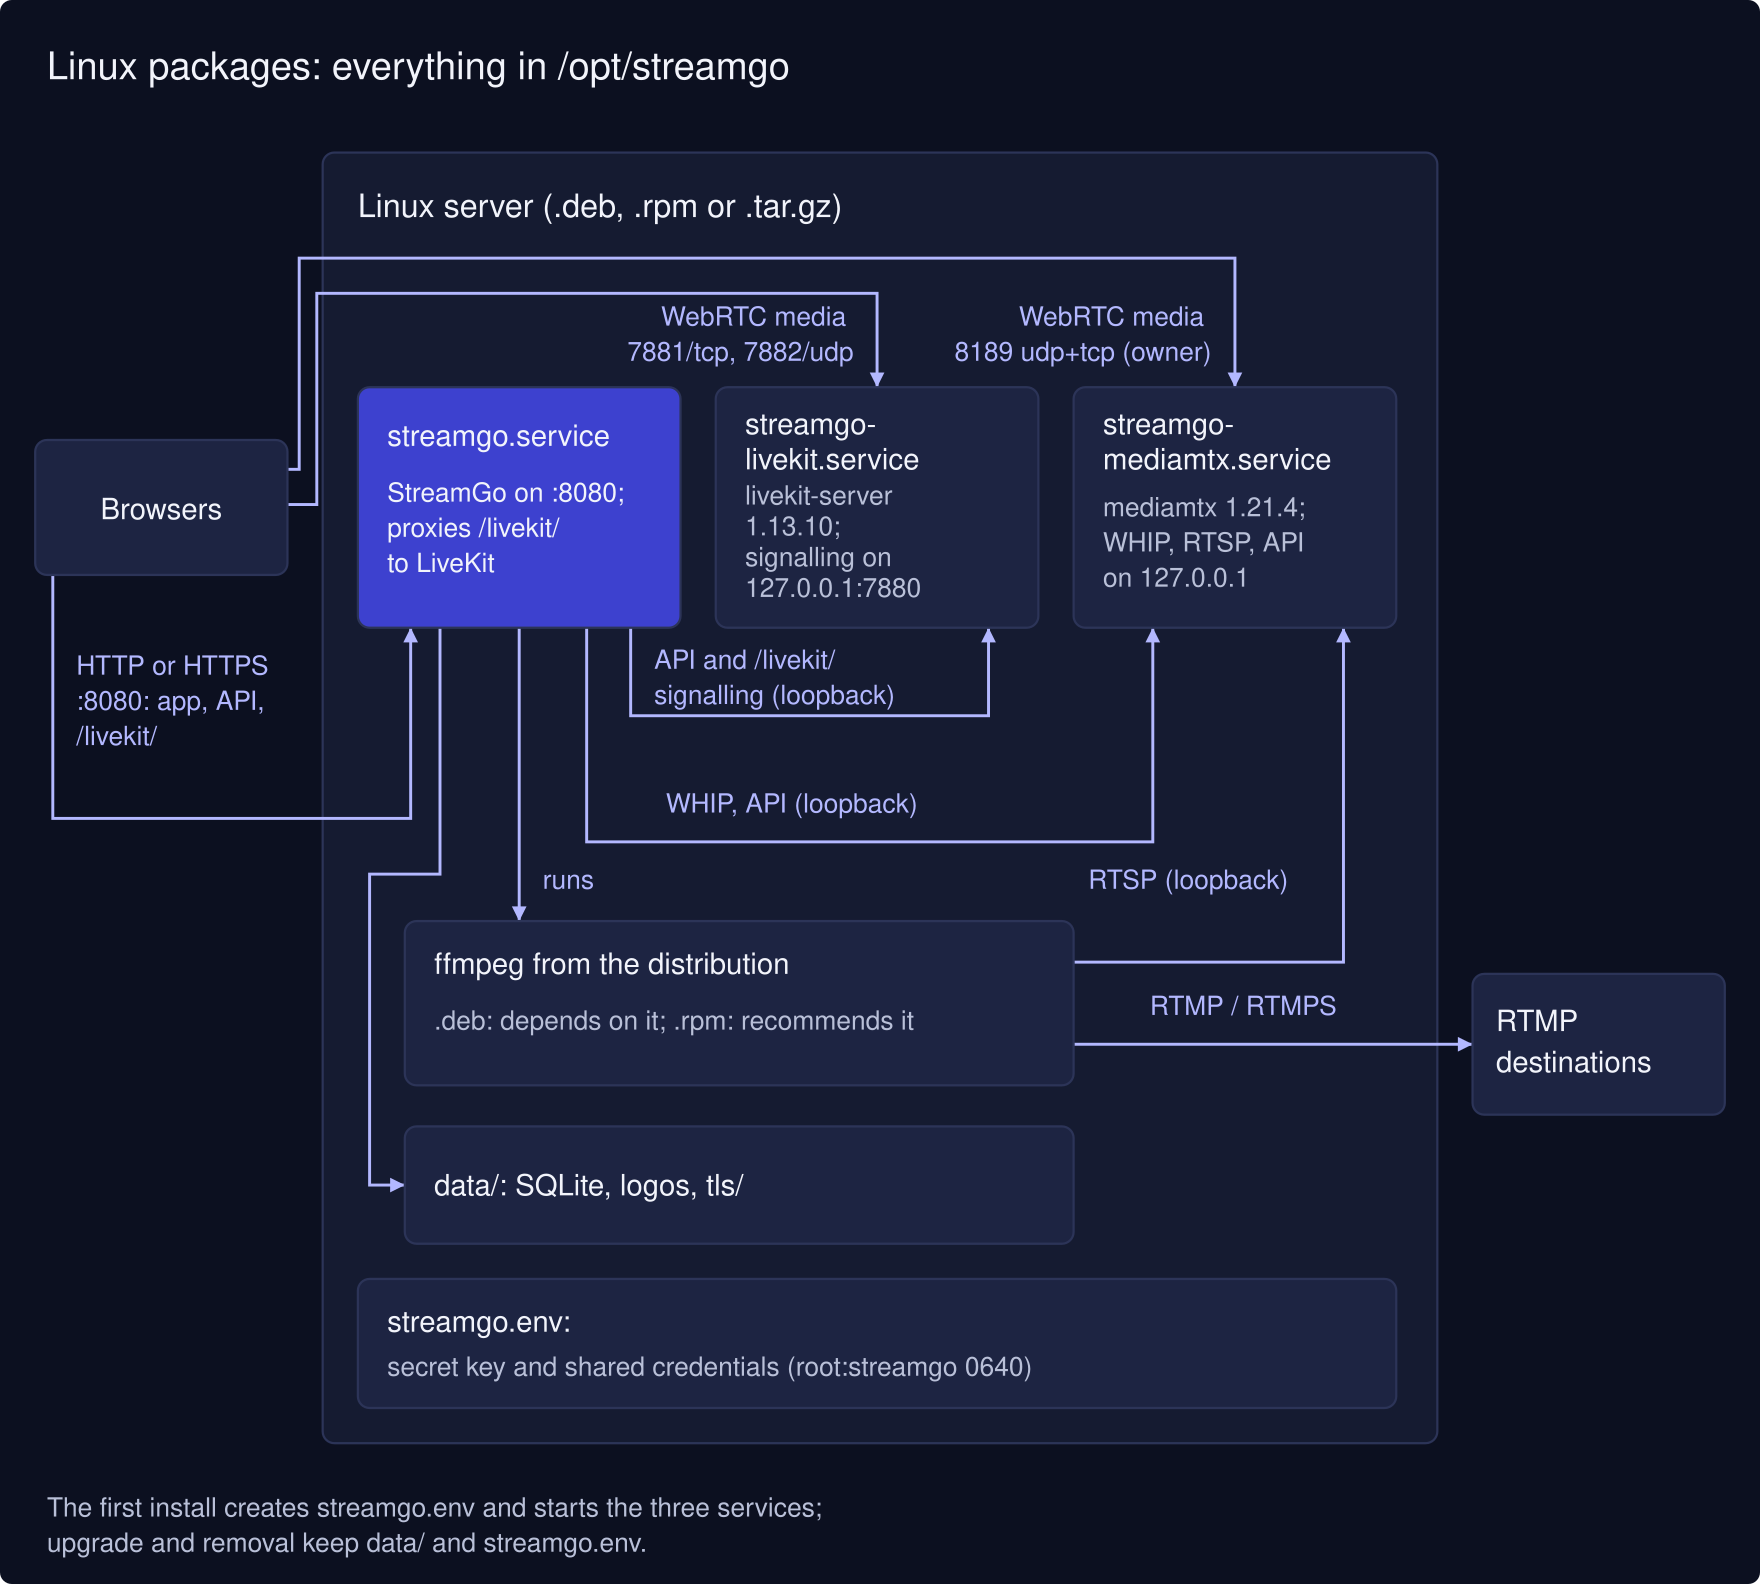 Linux packages: everything in /opt/streamgo
Linux server (.deb, .rpm or .tar.gz)
WebRTC media
7881/tcp, 7882/udp
WebRTC media
8189 udp+tcp (owner)
Browsers
streamgo.service
StreamGo on :8080;
proxies /livekit/
to LiveKit
streamgo-
livekit.service
livekit-server
1.13.10;
signalling on
127.0.0.1:7880
streamgo-
mediamtx.service
mediamtx 1.21.4;
WHIP, RTSP, API
on 127.0.0.1
HTTP or HTTPS
:8080: app, API,
/livekit/
API and /livekit/
signalling (loopback)
WHIP, API (loopback)
runs
RTSP (loopback)
ffmpeg from the distribution
.deb: depends on it; .rpm: recommends it
RTMP / RTMPS
RTMP
destinations
data/: SQLite, logos, tls/
streamgo.env:
secret key and shared credentials (root:streamgo 0640)
The first install creates streamgo.env and starts the three services;
upgrade and removal keep data/ and streamgo.env.